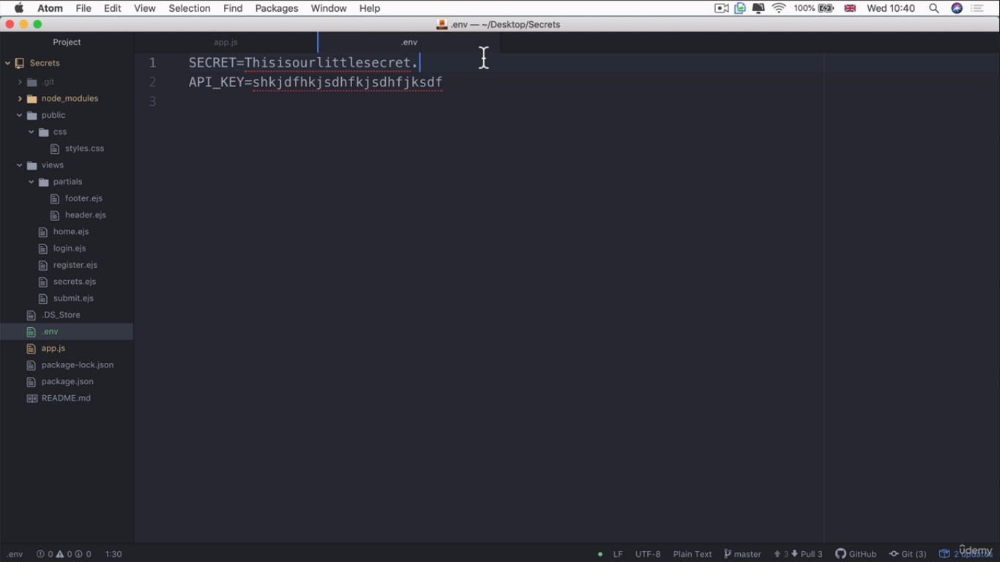 Atom File Edit View Selection Find Packages Window Help 100% Wed 10:40
.env — ~/Desktop/Secrets
Project
app.js
.env
Secrets
.git
node_modules
public
css
styles.css
views
partials
footer.ejs
header.ejs
home.ejs
login.ejs
register.ejs
secrets.ejs
submit.ejs
.DS_Store
.env
app.js
package-lock.json
package.json
README.md
1 SECRET=Thisisourlittlesecret.
2 API_KEY=shkjdfhkjsdhfkjsdhfjksdf
3
.env 0 0 0 1:30 LF UTF-8 Plain Text master 3 Pull 3 GitHub Git (3) 2 updates
ûdemy